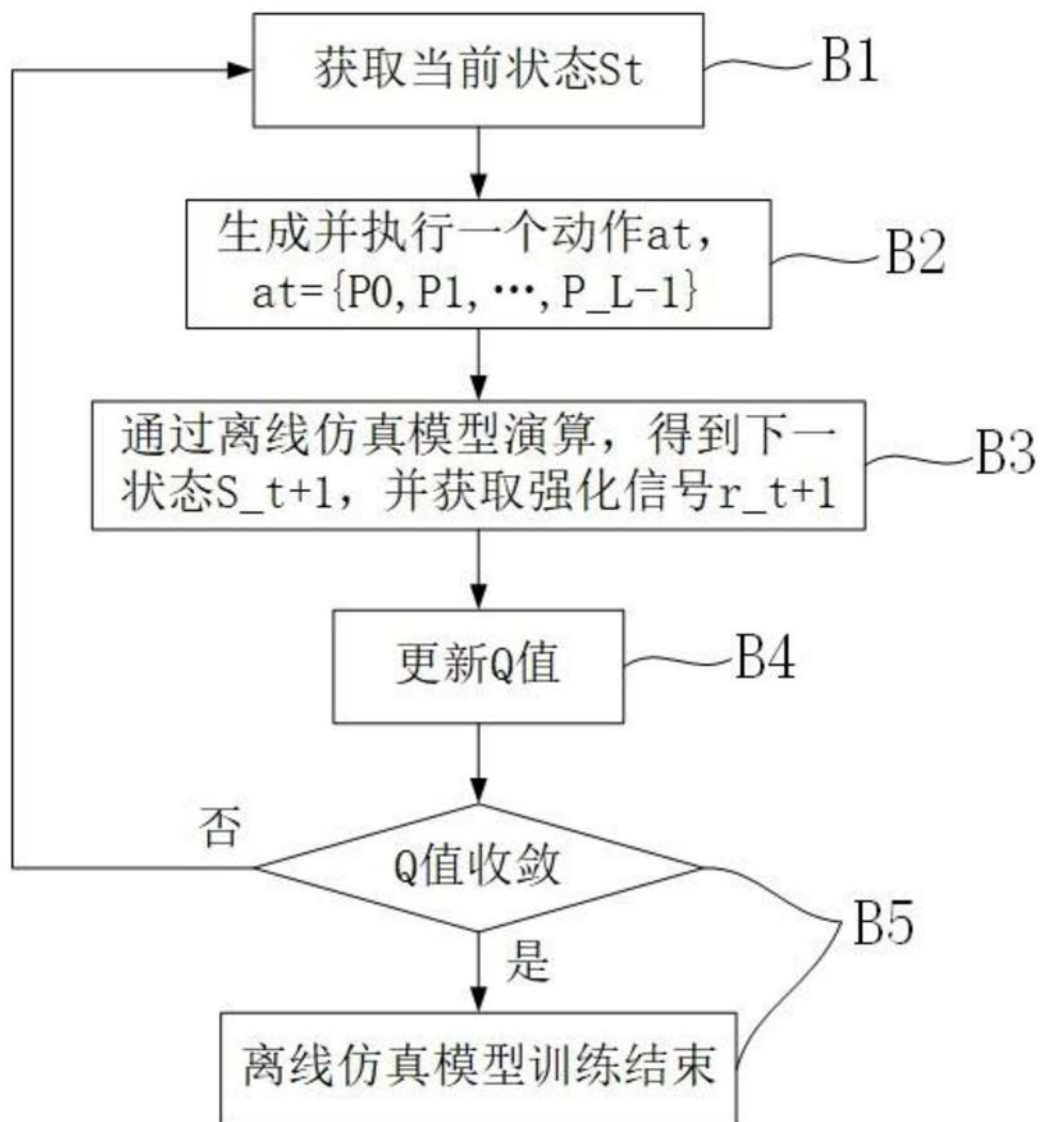 获取当前状态St
B1
生成并执行一个动作at，
at={P0,P1,…,P_L-1}
B2
通过离线仿真模型演算，得到下一
状态S_t+1，并获取强化信号r_t+1
B3
更新Q值
B4
否
Q值收敛
是
B5
离线仿真模型训练结束